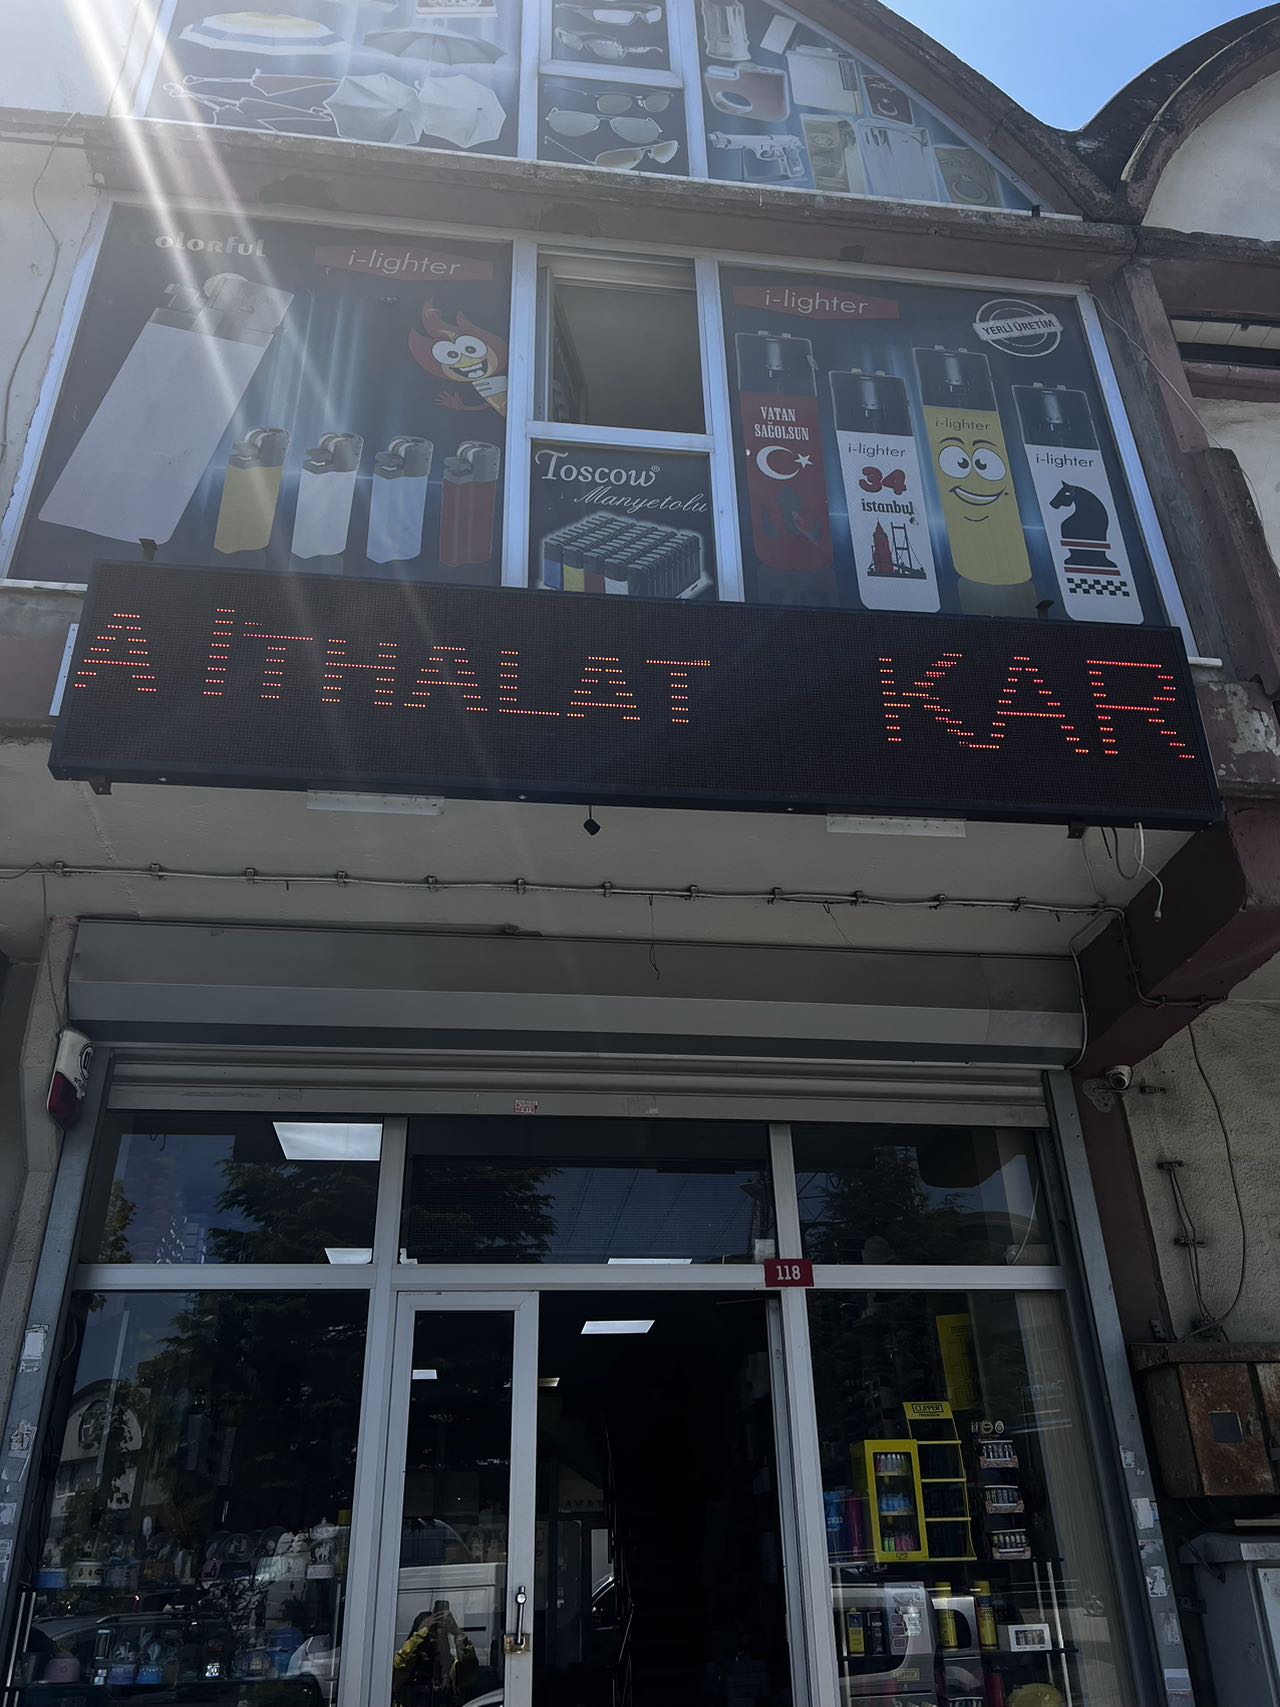 Colorful
i-lighter
i-lighter
YERLİ ÜRETİM
VATAN
SAĞOLSUN
i-lighter
34
istanbul
i-lighter
i-lighter
Toscow®
Manyetolu
A İTHALAT KAR
118
CLIPPER